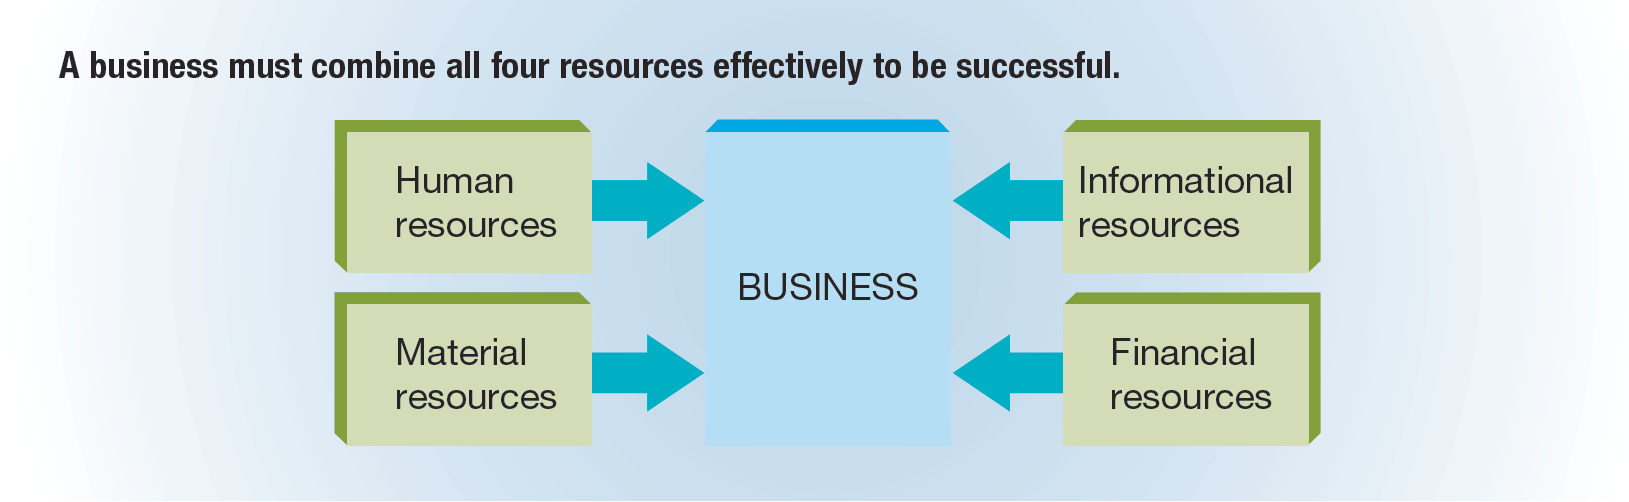 A business must combine all four resources effectively to be successful.
Human
resources
Informational
resources
BUSINESS
Material
resources
Financial
resources